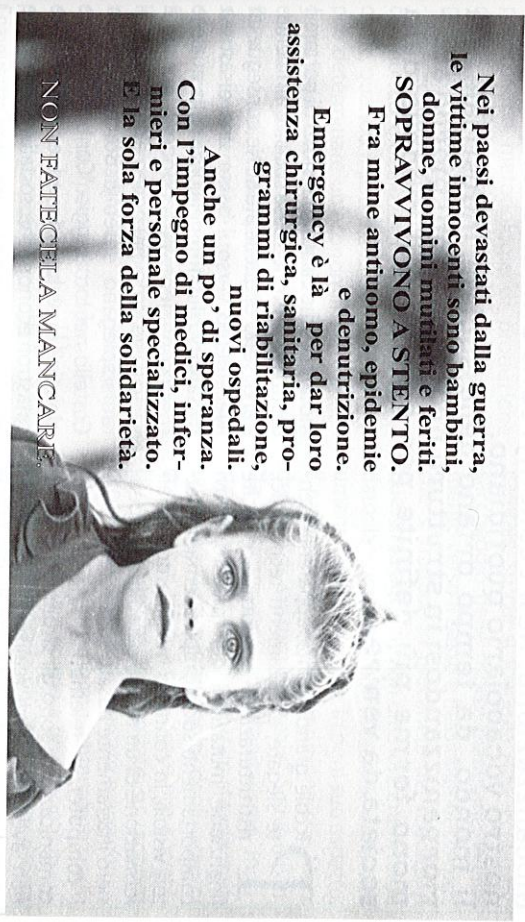 Nei paesi devastati dalla guerra,
le vittime innocenti sono bambini,
donne, uomini mutilati e feriti.
SOPRAVVIVONO A STENTO.
Fra mine antiuomo, epidemie
e denutrizione.
Emergency è là per dar loro
assistenza chirurgica, sanitaria, pro-
grammi di riabilitazione,
nuovi ospedali.
Anche un po' di speranza.
Con l'impegno di medici, infer-
mieri e personale specializzato.
E la sola forza della solidarietà.
NON FATECELA MANCARE.